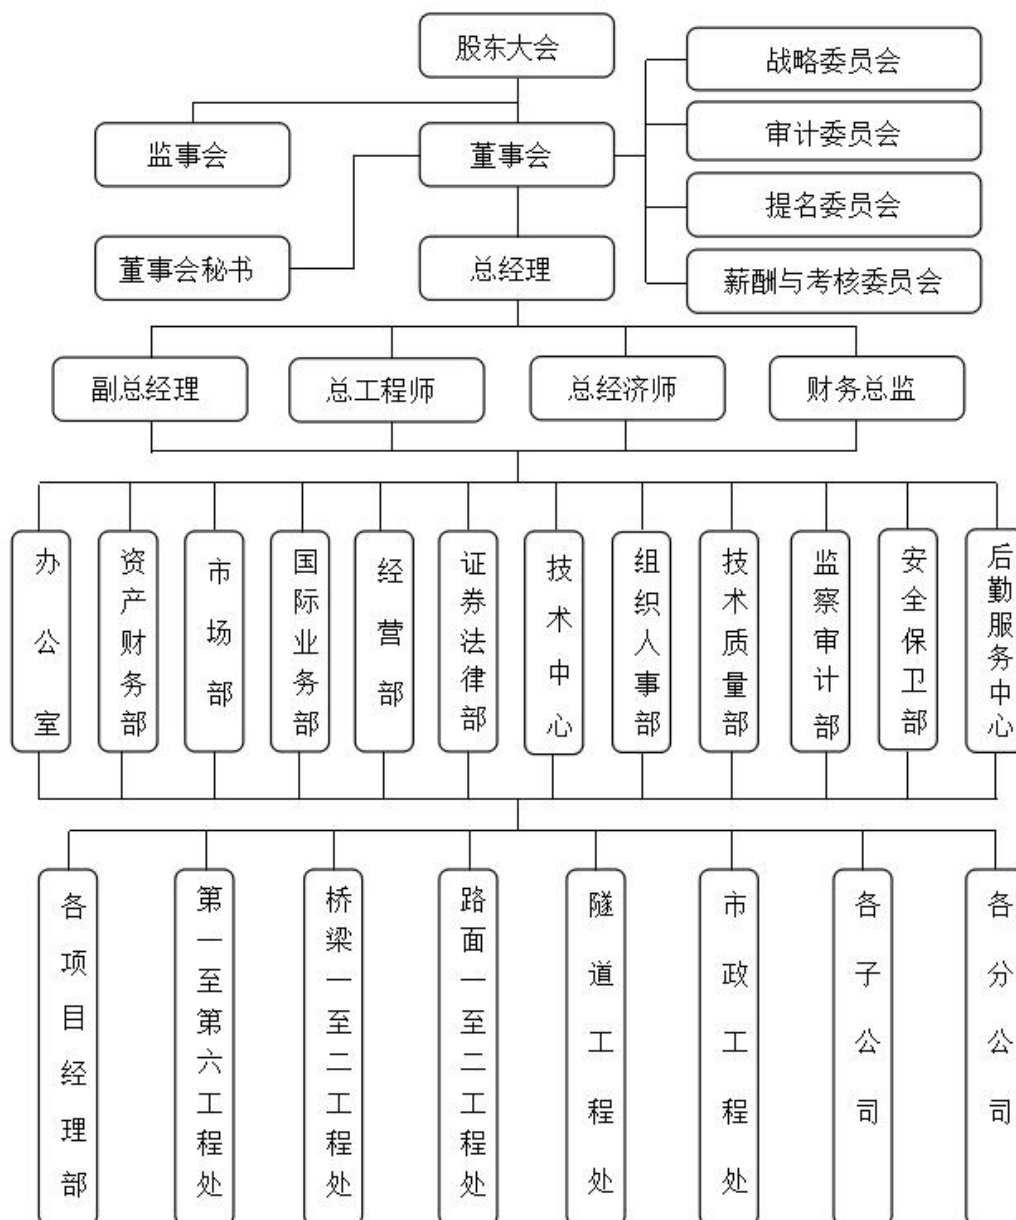 股东大会
战略委员会
审计委员会
监事会
董事会
提名委员会
董事会秘书
总经理
薪酬与考核委员会
副总经理
总工程师
总经济师
财务总监
办公室
资产财务部
市场部
国际业务部
经营部
证券法律部
技术中心
组织人事部
技术质量部
监察审计部
安全保卫部
后勤服务中心
各项目经理部
第一至第六工程处
桥梁一至二工程处
路面一至二工程处
隧道工程处
市政工程处
各子公司
各分公司